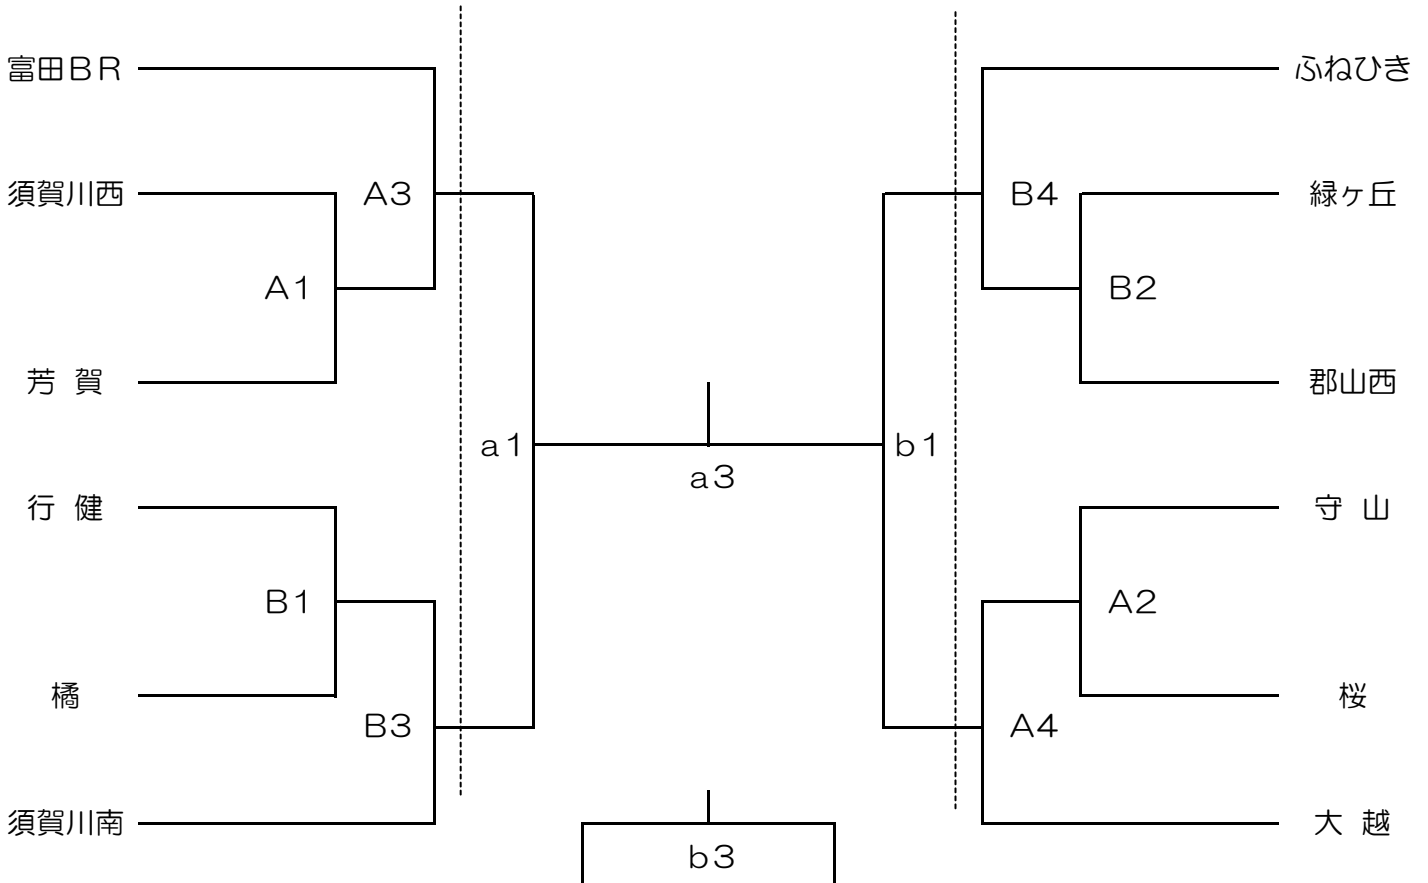 富田ＢＲ
ふねひき
須賀川西
Ａ３
Ｂ４
緑ヶ丘
Ａ１
Ｂ２
芳 賀
郡山西
ａ１
ｂ１
ａ３
行 健
守 山
Ｂ１
Ａ２
橘
桜
Ｂ３
Ａ４
須賀川南
大 越
ｂ３